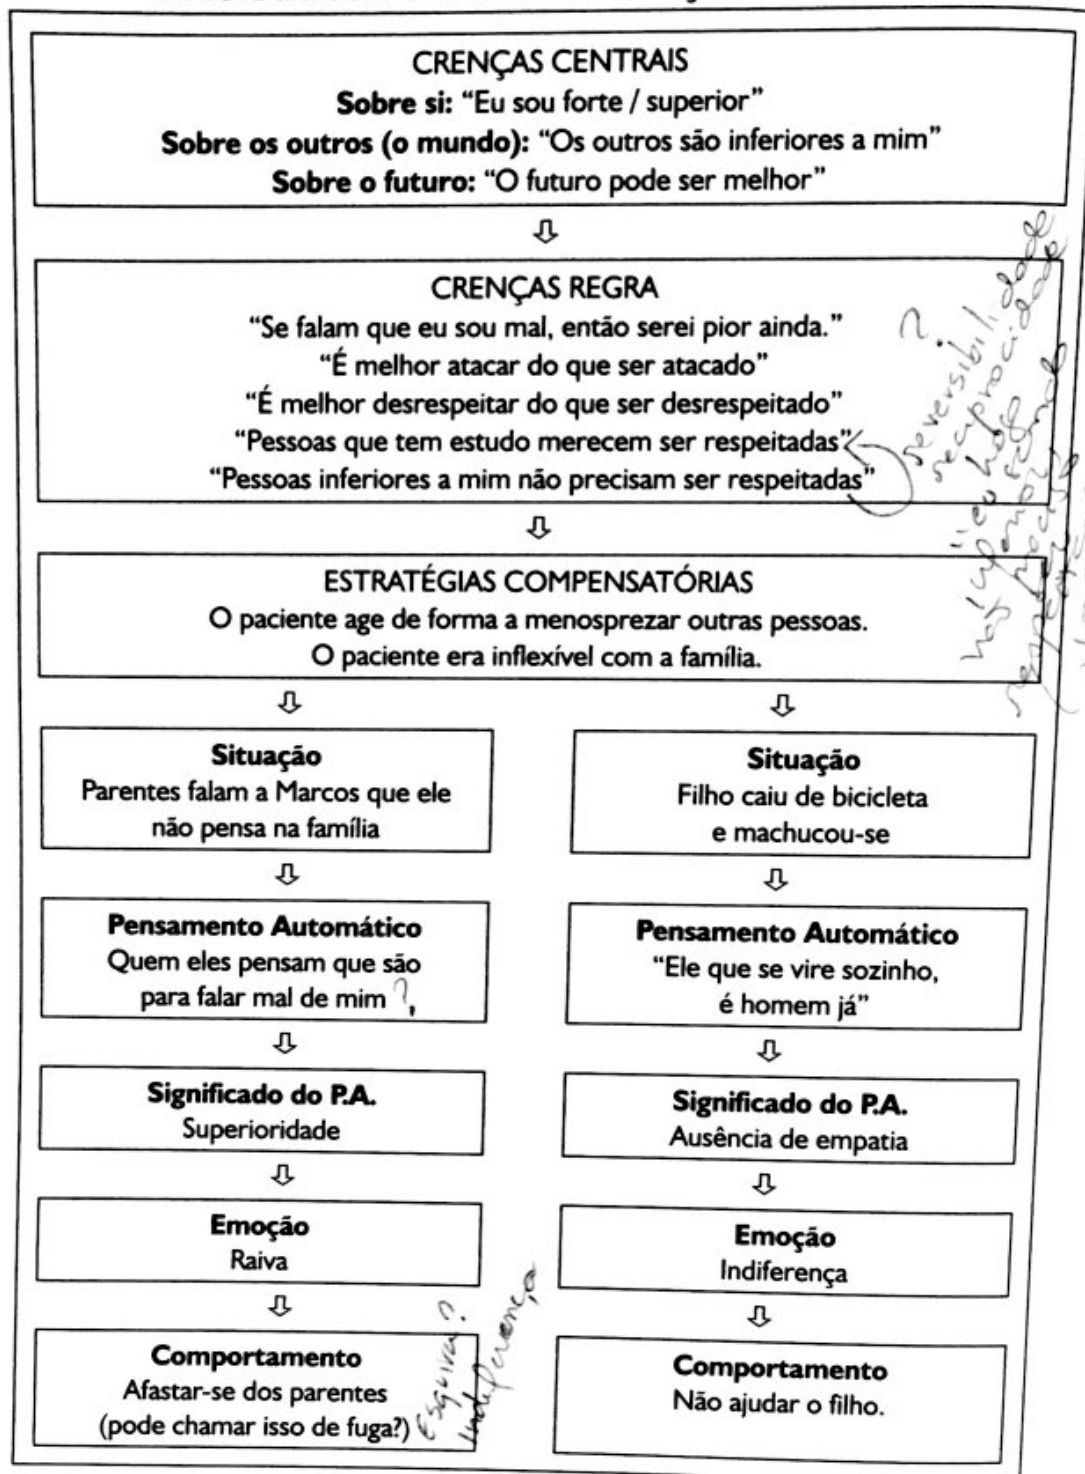 CRENÇAS CENTRAIS
Sobre si: “Eu sou forte / superior”
Sobre os outros (o mundo): “Os outros são inferiores a mim”
Sobre o futuro: “O futuro pode ser melhor”
CRENÇAS REGRA
“Se falam que eu sou mal, então serei pior ainda.”
“É melhor atacar do que ser atacado”
“É melhor desrespeitar do que ser desrespeitado”
“Pessoas que tem estudo merecem ser respeitadas”
“Pessoas inferiores a mim não precisam ser respeitadas”
?
reversibilidade
reciprocidade
ESTRATÉGIAS COMPENSATÓRIAS
O paciente age de forma a menosprezar outras pessoas.
O paciente era inflexível com a família.
Situação
Parentes falam a Marcos que ele
não pensa na família
Pensamento Automático
Quem eles pensam que são
para falar mal de mim ?,
Significado do P.A.
Superioridade
Emoção
Raiva
Comportamento
Afastar-se dos parentes
(pode chamar isso de fuga?)
Esquiva?
indiferença
Situação
Filho caiu de bicicleta
e machucou-se
Pensamento Automático
“Ele que se vire sozinho,
é homem já”
Significado do P.A.
Ausência de empatia
Emoção
Indiferença
Comportamento
Não ajudar o filho.